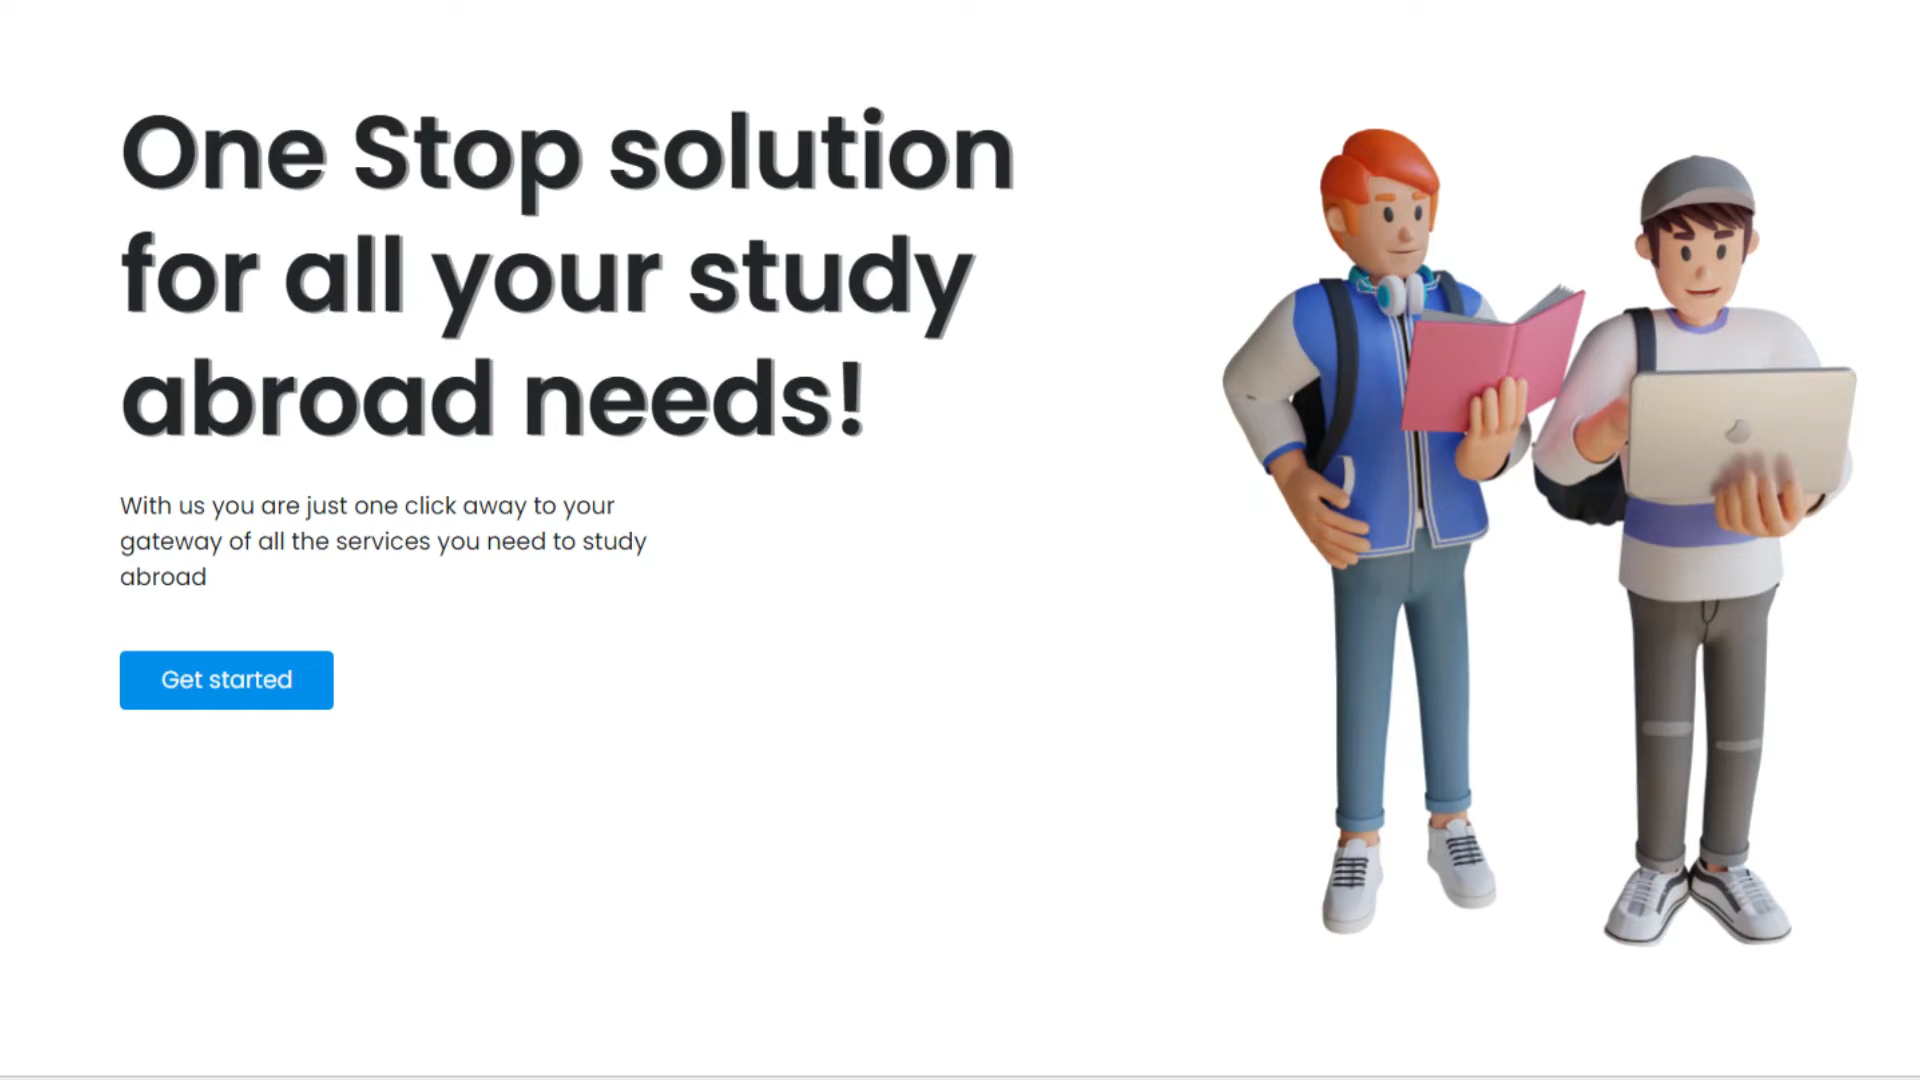 One Stop solution
for all your study
abroad needs!
With us you are just one click away to your
gateway of all the services you need to study
abroad
Get started